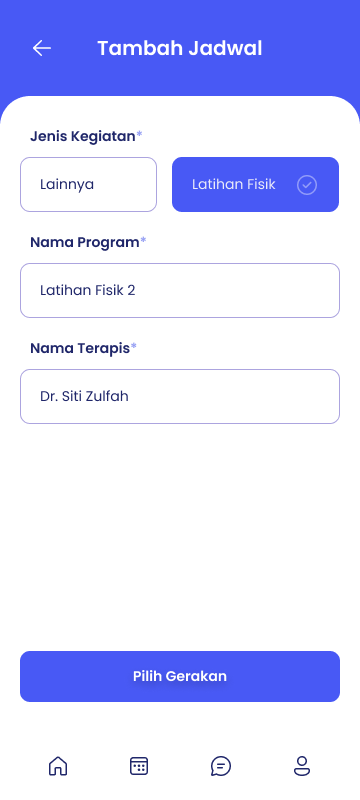 Tambah Jadwal
Jenis Kegiatan*
Lainnya
Latihan Fisik
Nama Program*
Latihan Fisik 2
Nama Terapis*
Dr. Siti Zulfah
Pilih Gerakan